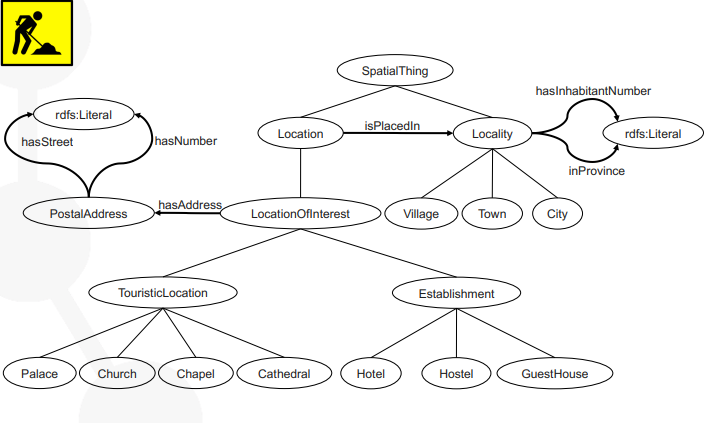 SpatialThing
hasInhabitantNumber
rdfs:Literal
hasStreet
hasNumber
Location
isPlacedIn
Locality
rdfs:Literal
inProvince
PostalAddress
hasAddress
LocationOfInterest
Village
Town
City
TouristicLocation
Establishment
Palace
Church
Chapel
Cathedral
Hotel
Hostel
GuestHouse